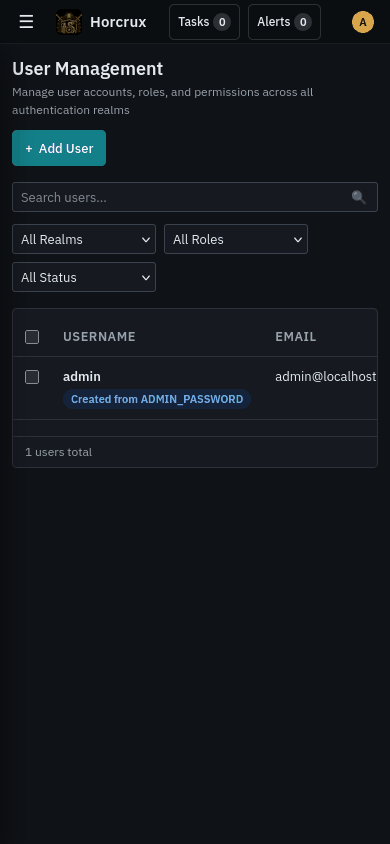 ☰ Horcrux Tasks 0 Alerts 0 A
User Management
Manage user accounts, roles, and permissions across all
authentication realms
+ Add User
Search users...
All Realms All Roles
All Status
USERNAME EMAIL
admin admin@localhost
Created from ADMIN_PASSWORD
1 users total